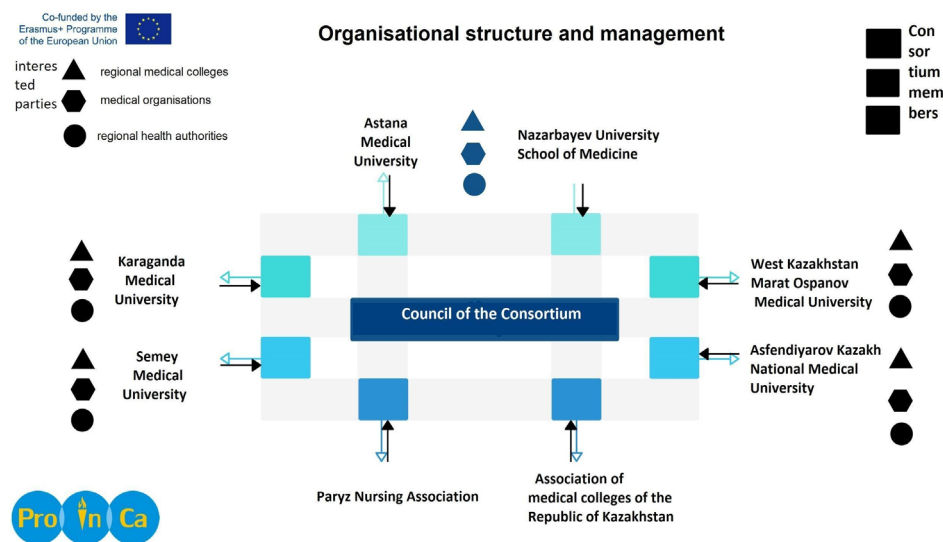 Co-funded by the
Erasmus+ Programme
of the European Union
Organisational structure and management
interes
ted
parties
regional medical colleges
medical organisations
regional health authorities
Con
sor
tium
mem
bers
Astana
Medical
University
Nazarbayev University
School of Medicine
Karaganda
Medical
University
West Kazakhstan
Marat Ospanov
Medical University
Council of the Consortium
Semey
Medical
University
Asfendiyarov Kazakh
National Medical
University
Paryz Nursing Association
Association of
medical colleges of the
Republic of Kazakhstan
Pro in Ca